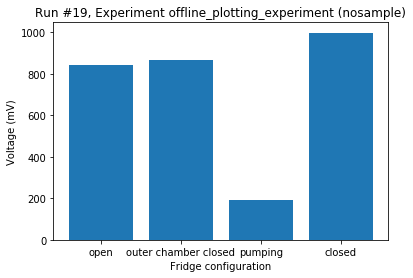 Run #19, Experiment offline_plotting_experiment (nosample)
1000
800
600
400
200
0
Voltage (mV)
open outer chamber closed pumping closed
Fridge configuration